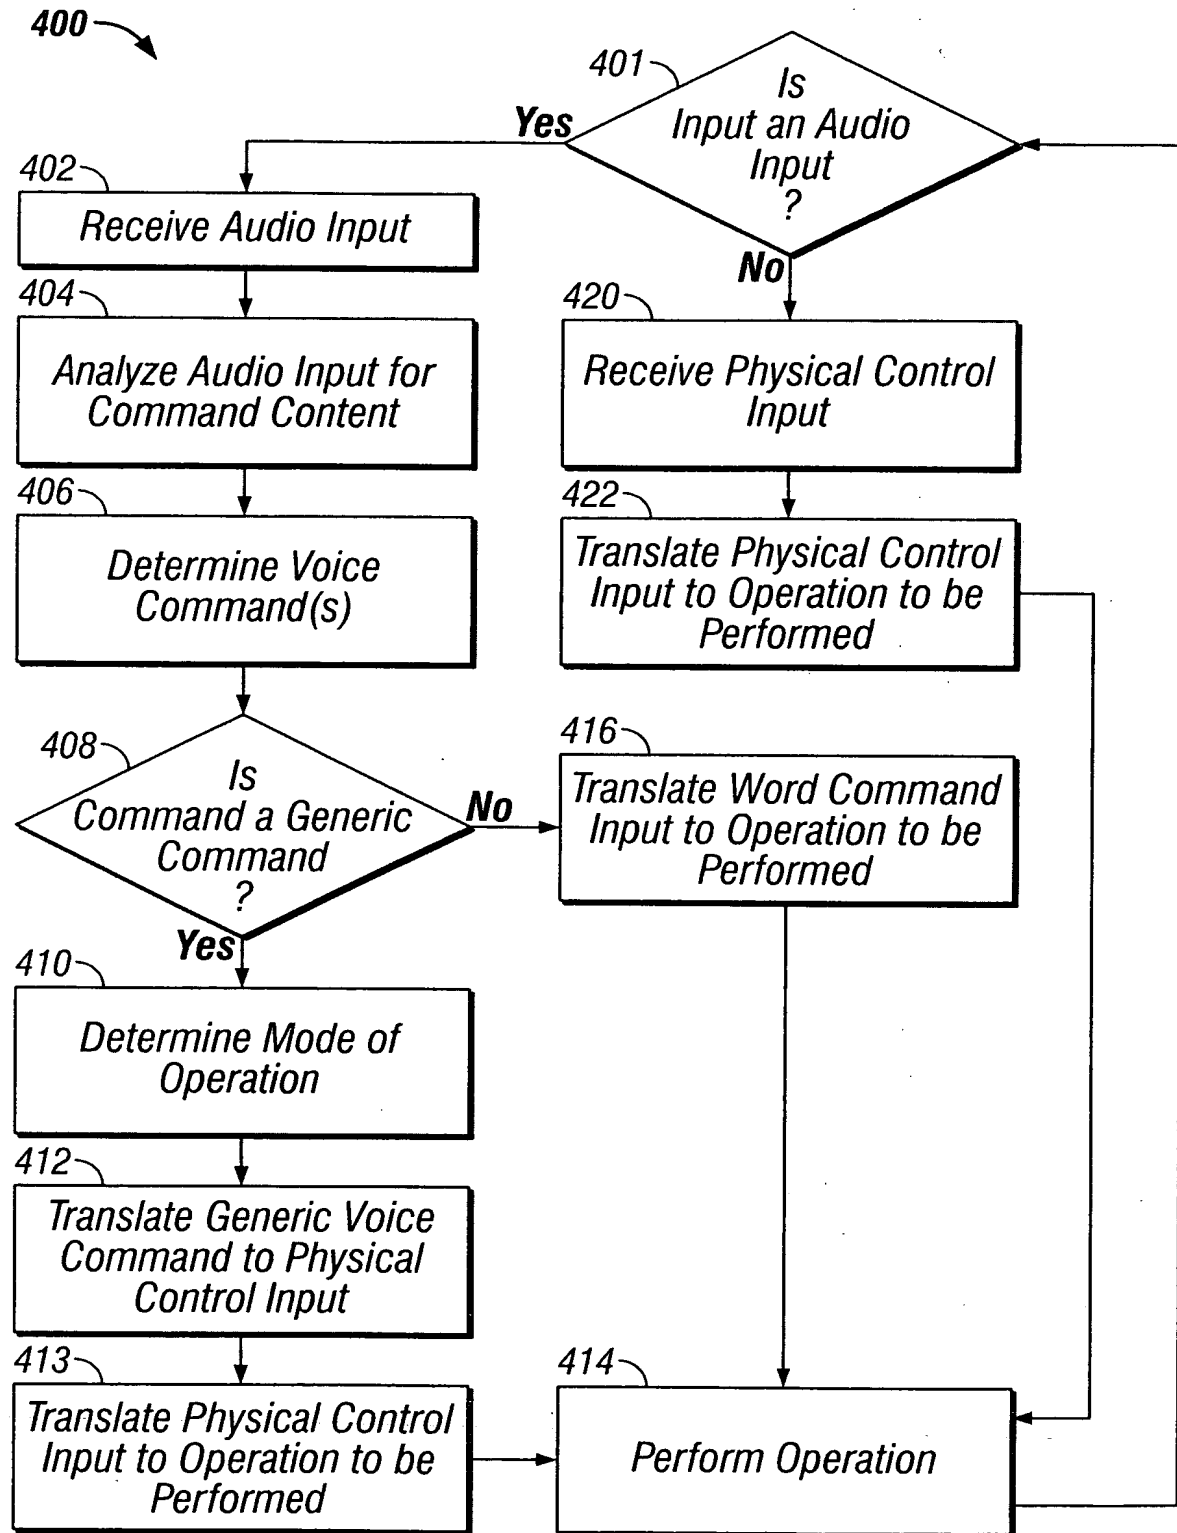 400
401
Is
Input an Audio
Input
?
Yes
No
402
Receive Audio Input
404
Analyze Audio Input for
Command Content
406
Determine Voice
Command(s)
408
Is
Command a Generic
Command
?
No
Yes
410
Determine Mode of
Operation
412
Translate Generic Voice
Command to Physical
Control Input
413
Translate Physical Control
Input to Operation to be
Performed
420
Receive Physical Control
Input
422
Translate Physical Control
Input to Operation to be
Performed
416
Translate Word Command
Input to Operation to be
Performed
414
Perform Operation